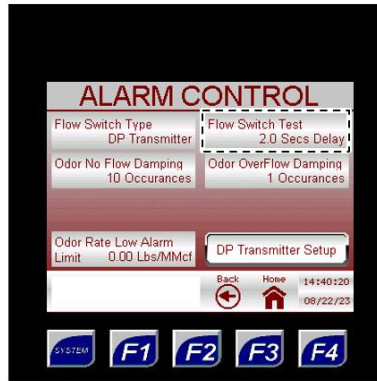 ALARM CONTROL
Flow Switch Type
DP Transmitter
Flow Switch Test
2.0 Secs Delay
Odor No Flow Damping
10 Occurances
Odor OverFlow Damping
1 Occurances
Odor Rate Low Alarm
Limit 0.00 Lbs/MMcf
DP Transmitter Setup
Back
Home
14:40:20
08/22/23
SYSTEM
F1
F2
F3
F4